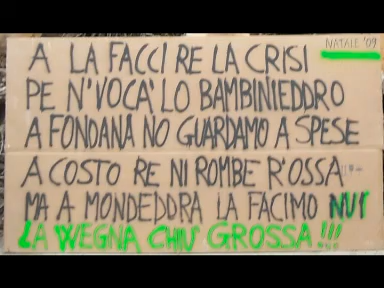 NATALE '09
A LA FACCI RE LA CRISI
PE N'VOCA' LO BAMBINIEDDRO
A FONDANA NO GUARDAMO A SPESE
A COSTO RE NI ROMBE R'OSSA
MA A MONDEDDRA LA FACIMO NUI
LA WEGNA CHIU' GROSSA!!!